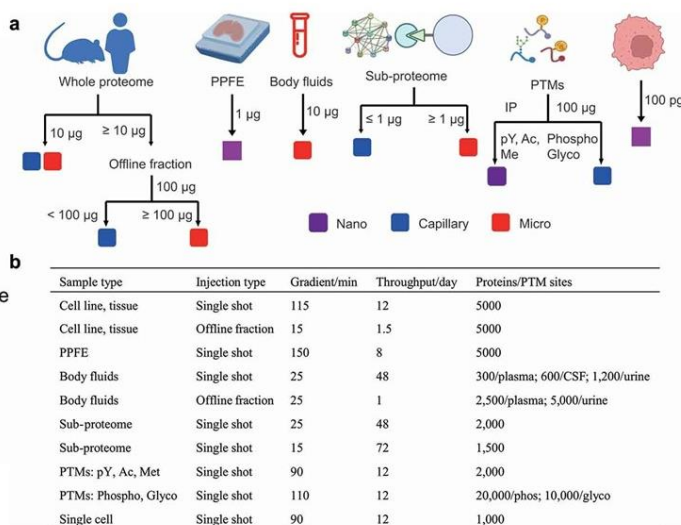 a
Whole proteome
PPFE
Body fluids
Sub-proteome
PTMs
10 µg
≥ 10 µg
1 µg
10 µg
≤ 1 µg
≥ 1 µg
IP
100 µg
100 pg
Offline fraction
pY, Ac,
Me
Phospho
Glyco
100 µg
< 100 µg
≥ 100 µg
Nano
Capillary
Micro
b
e
Sample type Injection type Gradient/min Throughput/day Proteins/PTM sites
Cell line, tissue Single shot 115 12 5000
Cell line, tissue Offline fraction 15 1.5 5000
PPFE Single shot 150 8 5000
Body fluids Single shot 25 48 300/plasma; 600/CSF; 1,200/urine
Body fluids Offline fraction 25 1 2,500/plasma; 5,000/urine
Sub-proteome Single shot 25 48 2,000
Sub-proteome Single shot 15 72 1,500
PTMs: pY, Ac, Met Single shot 90 12 2,000
PTMs: Phospho, Glyco Single shot 110 12 20,000/phos; 10,000/glyco
Single cell Single shot 90 12 1,000